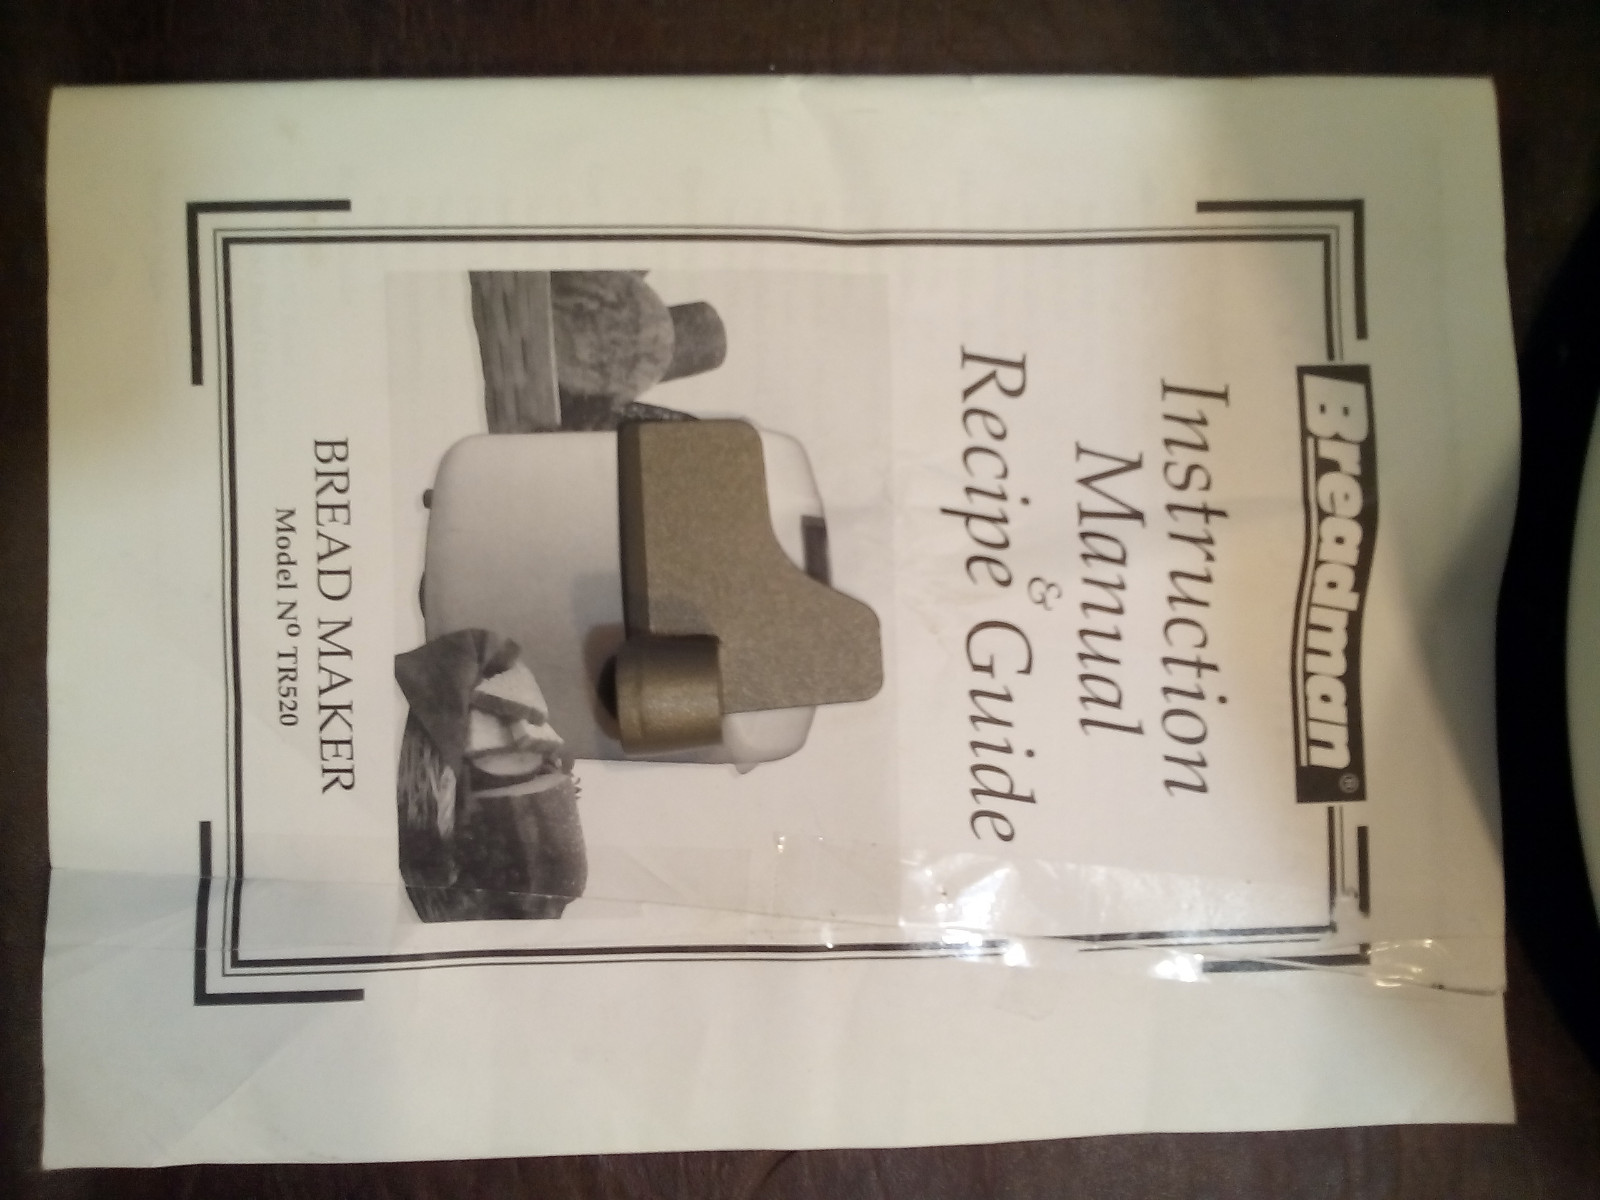 Breadman®
Instruction
Manual
&
Recipe Guide
BREAD MAKER
Model Nº TR520